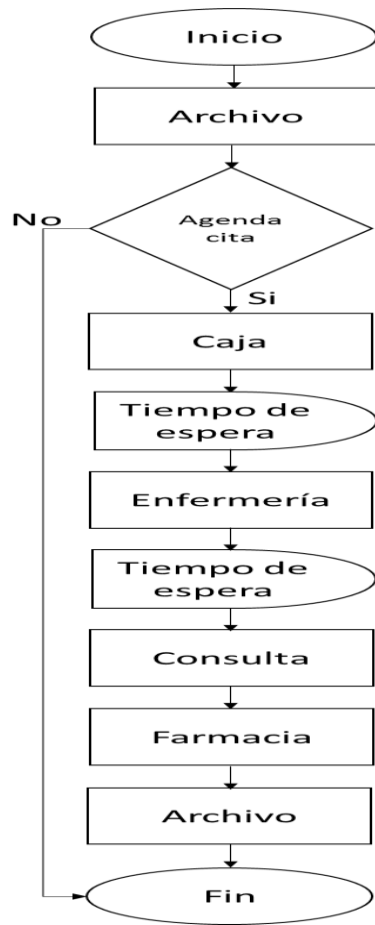 Inicio
Archivo
No
Agenda
cita
Si
Caja
Tiempo de
espera
Enfermería
Tiempo de
espera
Consulta
Farmacia
Archivo
Fin